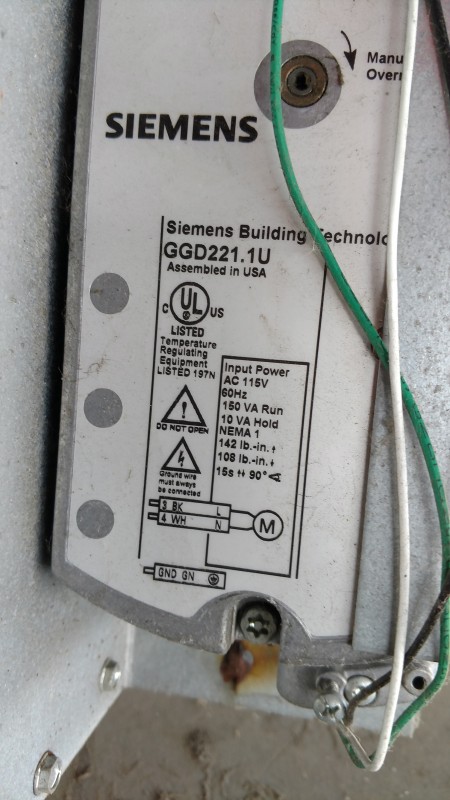 Manu
Overr
SIEMENS
Siemens Building Technolo
GGD221.1U
Assembled in USA
C UL US
LISTED
Temperature
Regulating
Equipment
LISTED 197N
DO NOT OPEN
Ground wire
must always
be connected
Input Power
AC 115V
60Hz
150 VA Run
10 VA Hold
NEMA 1
142 lb.-in.
108 lb.-in.
15s 90°
3 BK L
4 WH N
M
GND GN